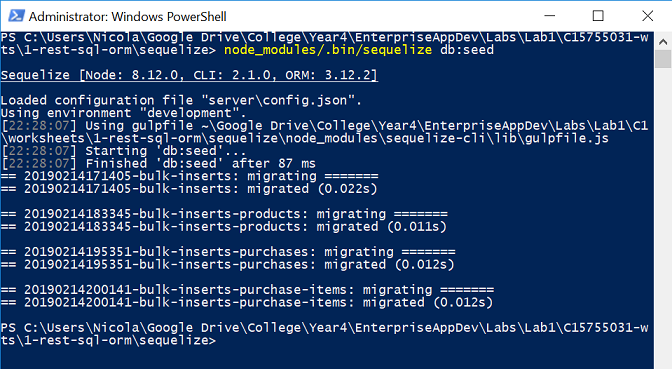 Administrator: Windows PowerShell
PS C:\Users\Nicola\Google Drive\College\Year4\EnterpriseAppDev\Labs\Lab1\C15755031-w
ts\1-rest-sql-orm\sequelize> node_modules/.bin/sequelize db:seed
Sequelize [Node: 8.12.0, CLI: 2.1.0, ORM: 3.12.2]
Loaded configuration file "server\config.json".
Using environment "development".
[22:28:07] Using gulpfile ~\Google Drive\College\Year4\EnterpriseAppDev\Labs\Lab1\C1
\worksheets\1-rest-sql-orm\sequelize\node_modules\sequelize-cli\lib\gulpfile.js
[22:28:07] Starting 'db:seed'...
[22:28:07] Finished 'db:seed' after 87 ms
== 20190214171405-bulk-inserts: migrating =======
== 20190214171405-bulk-inserts: migrated (0.022s)
== 20190214183345-bulk-inserts-products: migrating =======
== 20190214183345-bulk-inserts-products: migrated (0.011s)
== 20190214195351-bulk-inserts-purchases: migrating =======
== 20190214195351-bulk-inserts-purchases: migrated (0.012s)
== 20190214200141-bulk-inserts-purchase-items: migrating =======
== 20190214200141-bulk-inserts-purchase-items: migrated (0.012s)
PS C:\Users\Nicola\Google Drive\College\Year4\EnterpriseAppDev\Labs\Lab1\C15755031-w
ts\1-rest-sql-orm\sequelize>